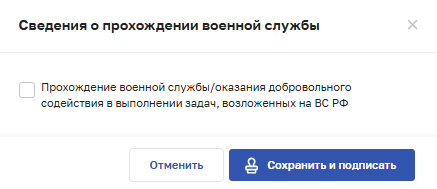 Сведения о прохождении военной службы
Прохождение военной службы/оказания добровольного
содействия в выполнении задач, возложенных на ВС РФ
Отменить
Сохранить и подписать